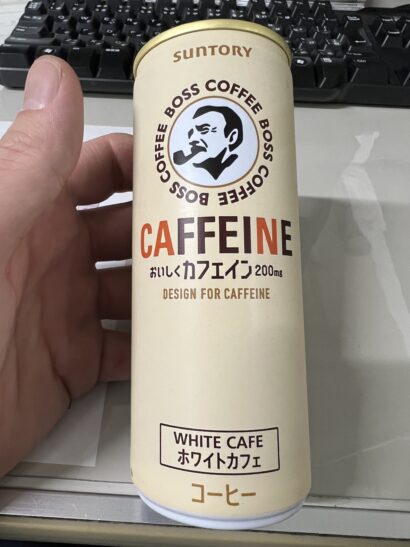 SUNTORY
BOSS COFFEE BOSS COFFEE BOSS COFFEE
CAFFEINE
おいしくカフェイン200mg
DESIGN FOR CAFFEINE
WHITE CAFE
ホワイトカフェ
コーヒー